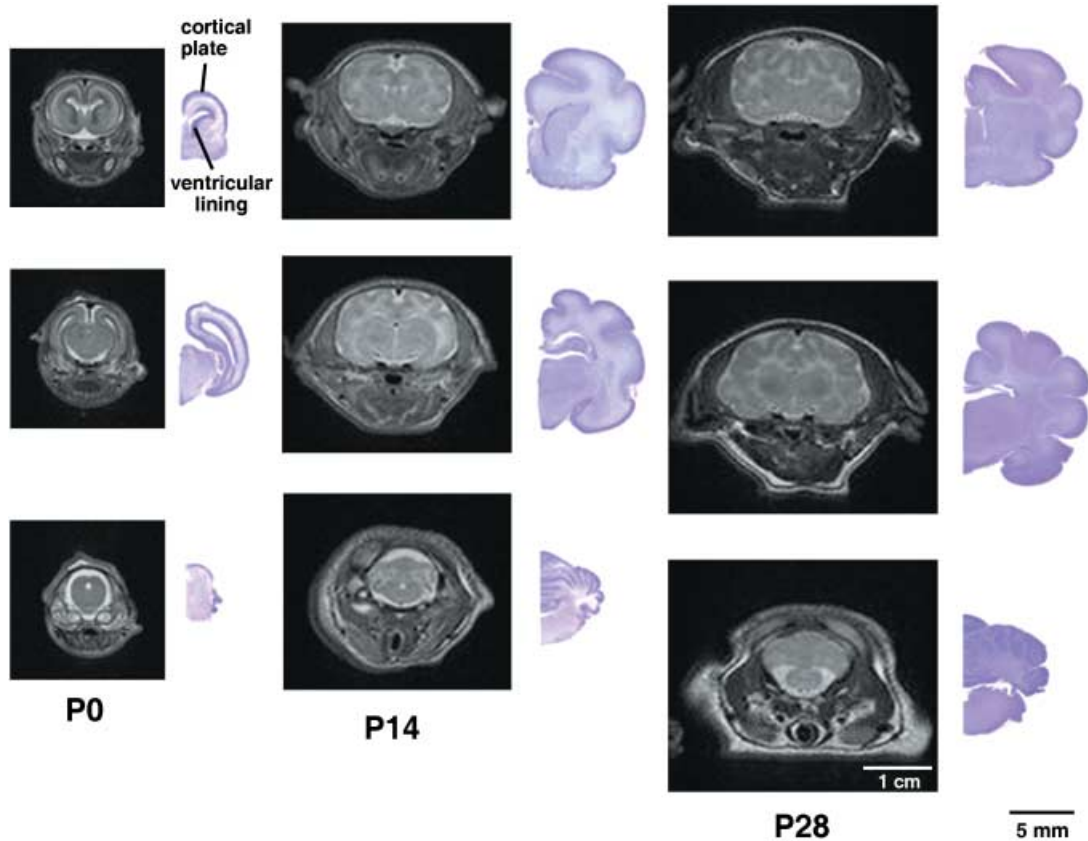 cortical
plate
ventricular
lining
P0
P14
1 cm
P28
5 mm